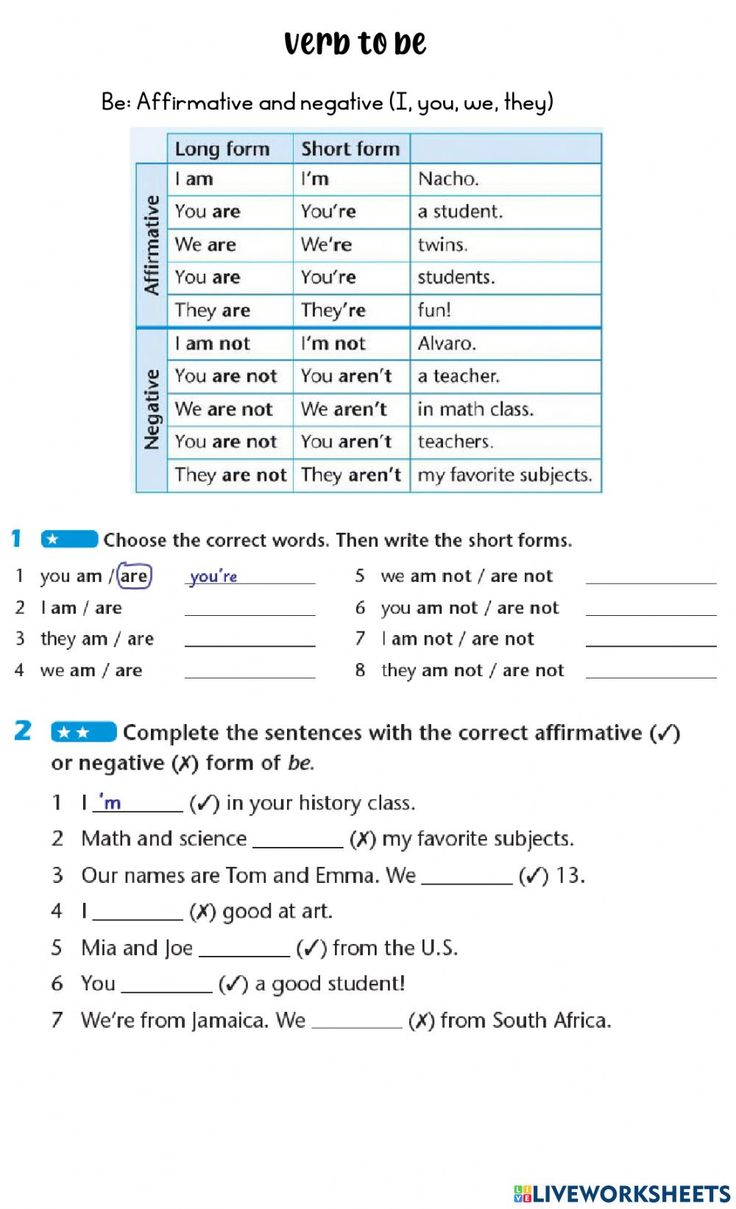 verb to be
Be: Affirmative and negative (I, you, we, they)
Long form Short form
Affirmative
I am I'm Nacho.
You are You're a student.
We are We're twins.
You are You're students.
They are They're fun!
Negative
I am not I'm not Alvaro.
You are not You aren't a teacher.
We are not We aren't in math class.
You are not You aren't teachers.
They are not They aren't my favorite subjects.
1 ★ Choose the correct words. Then write the short forms.
1 you am / are you're
2 I am / are
3 they am / are
4 we am / are
5 we am not / are not
6 you am not / are not
7 I am not / are not
8 they am not / are not
2 ★★ Complete the sentences with the correct affirmative (✓)
or negative (✗) form of be.
1 I 'm (✓) in your history class.
2 Math and science ________ (✗) my favorite subjects.
3 Our names are Tom and Emma. We ________ (✓) 13.
4 I ________ (✗) good at art.
5 Mia and Joe ________ (✓) from the U.S.
6 You ________ (✓) a good student!
7 We're from Jamaica. We ________ (✗) from South Africa.
LIVE LIVEWORKSHEETS